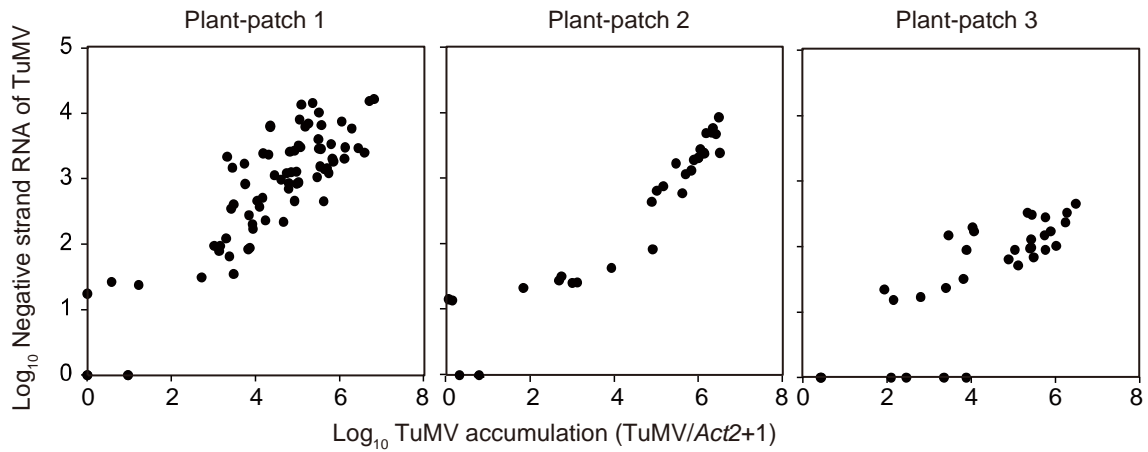 Plant-patch 1 Plant-patch 2 Plant-patch 3
Log10 Negative strand RNA of TuMV
5
4
3
2
1
0
0 2 4 6 8 0 2 4 6 8 0 2 4 6 8
Log10 TuMV accumulation (TuMV/Act2+1)